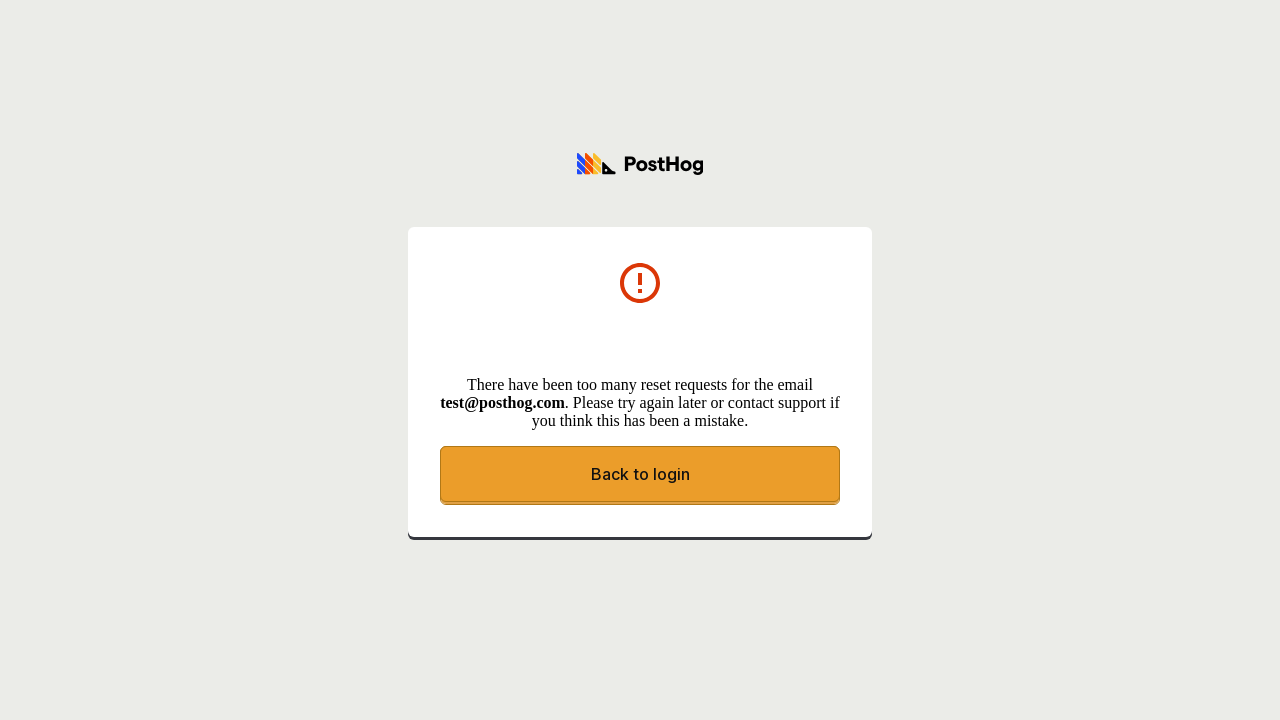 PostHog
There have been too many reset requests for the email
test@posthog.com. Please try again later or contact support if
you think this has been a mistake.
Back to login